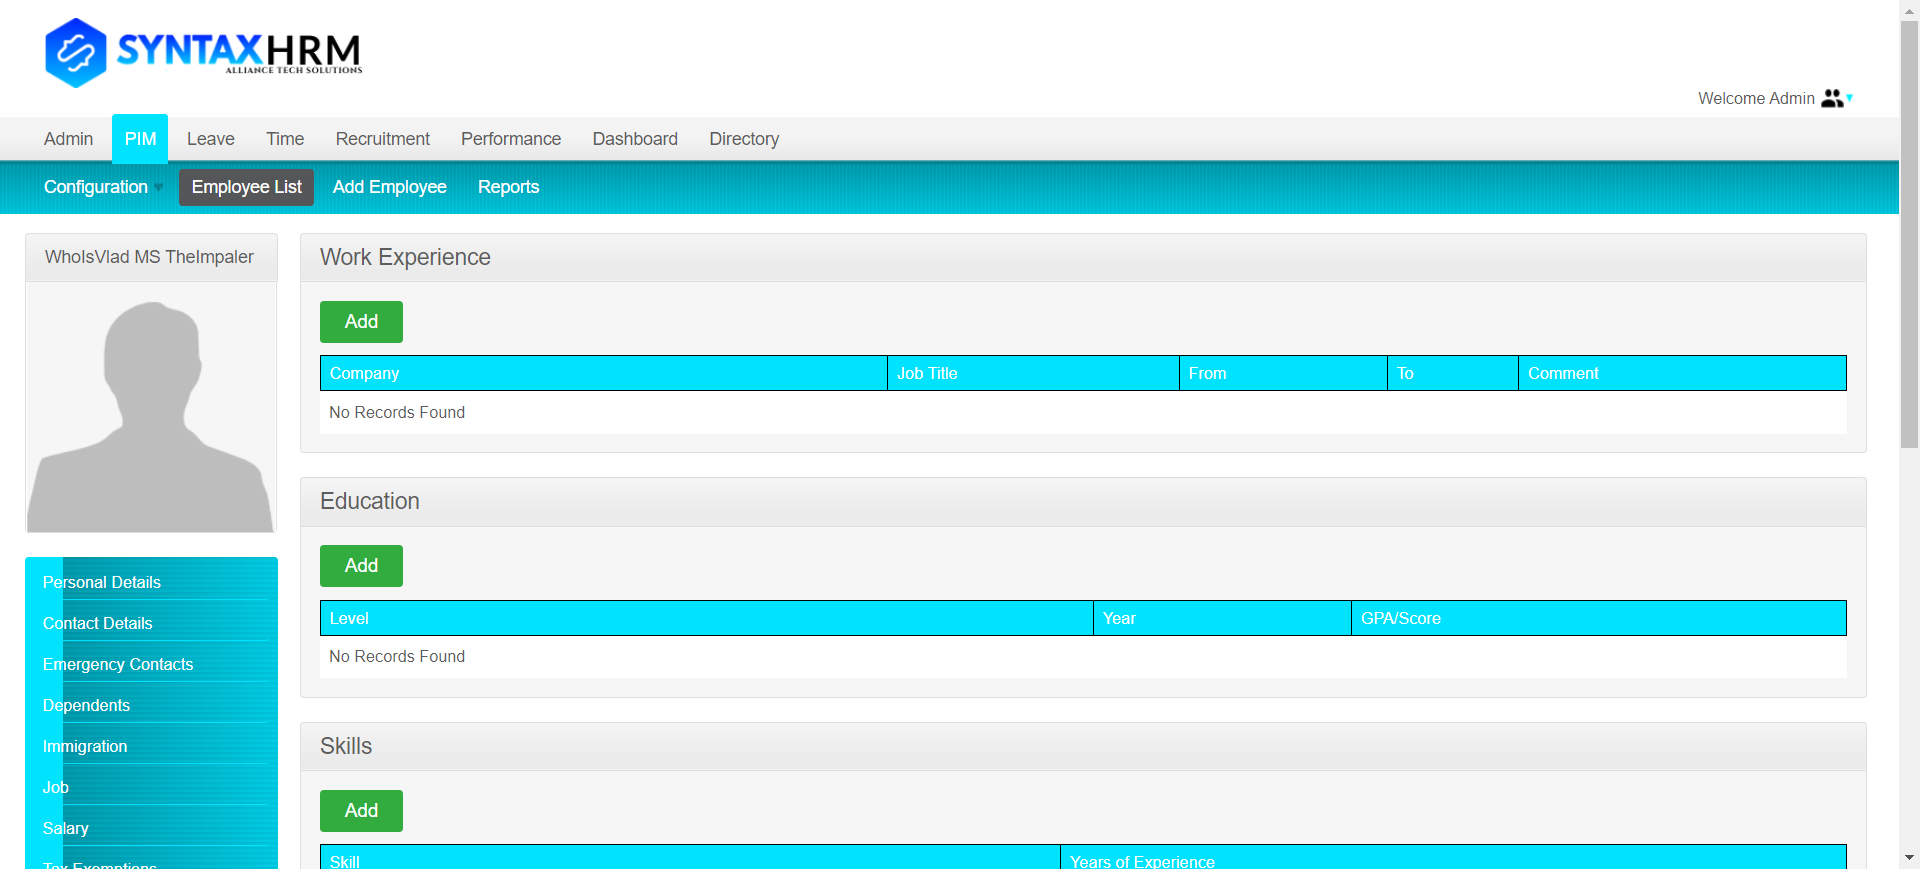 SYNTAXHRM
ALLIANCE TECH SOLUTIONS
Welcome Admin
Admin PIM Leave Time Recruitment Performance Dashboard Directory
Configuration Employee List Add Employee Reports
WhoIsVlad MS TheImpaler
Personal Details
Contact Details
Emergency Contacts
Dependents
Immigration
Job
Salary
Tax Exemptions
Work Experience
Add
Company Job Title From To Comment
No Records Found
Education
Add
Level Year GPA/Score
No Records Found
Skills
Add
Skill Years of Experience